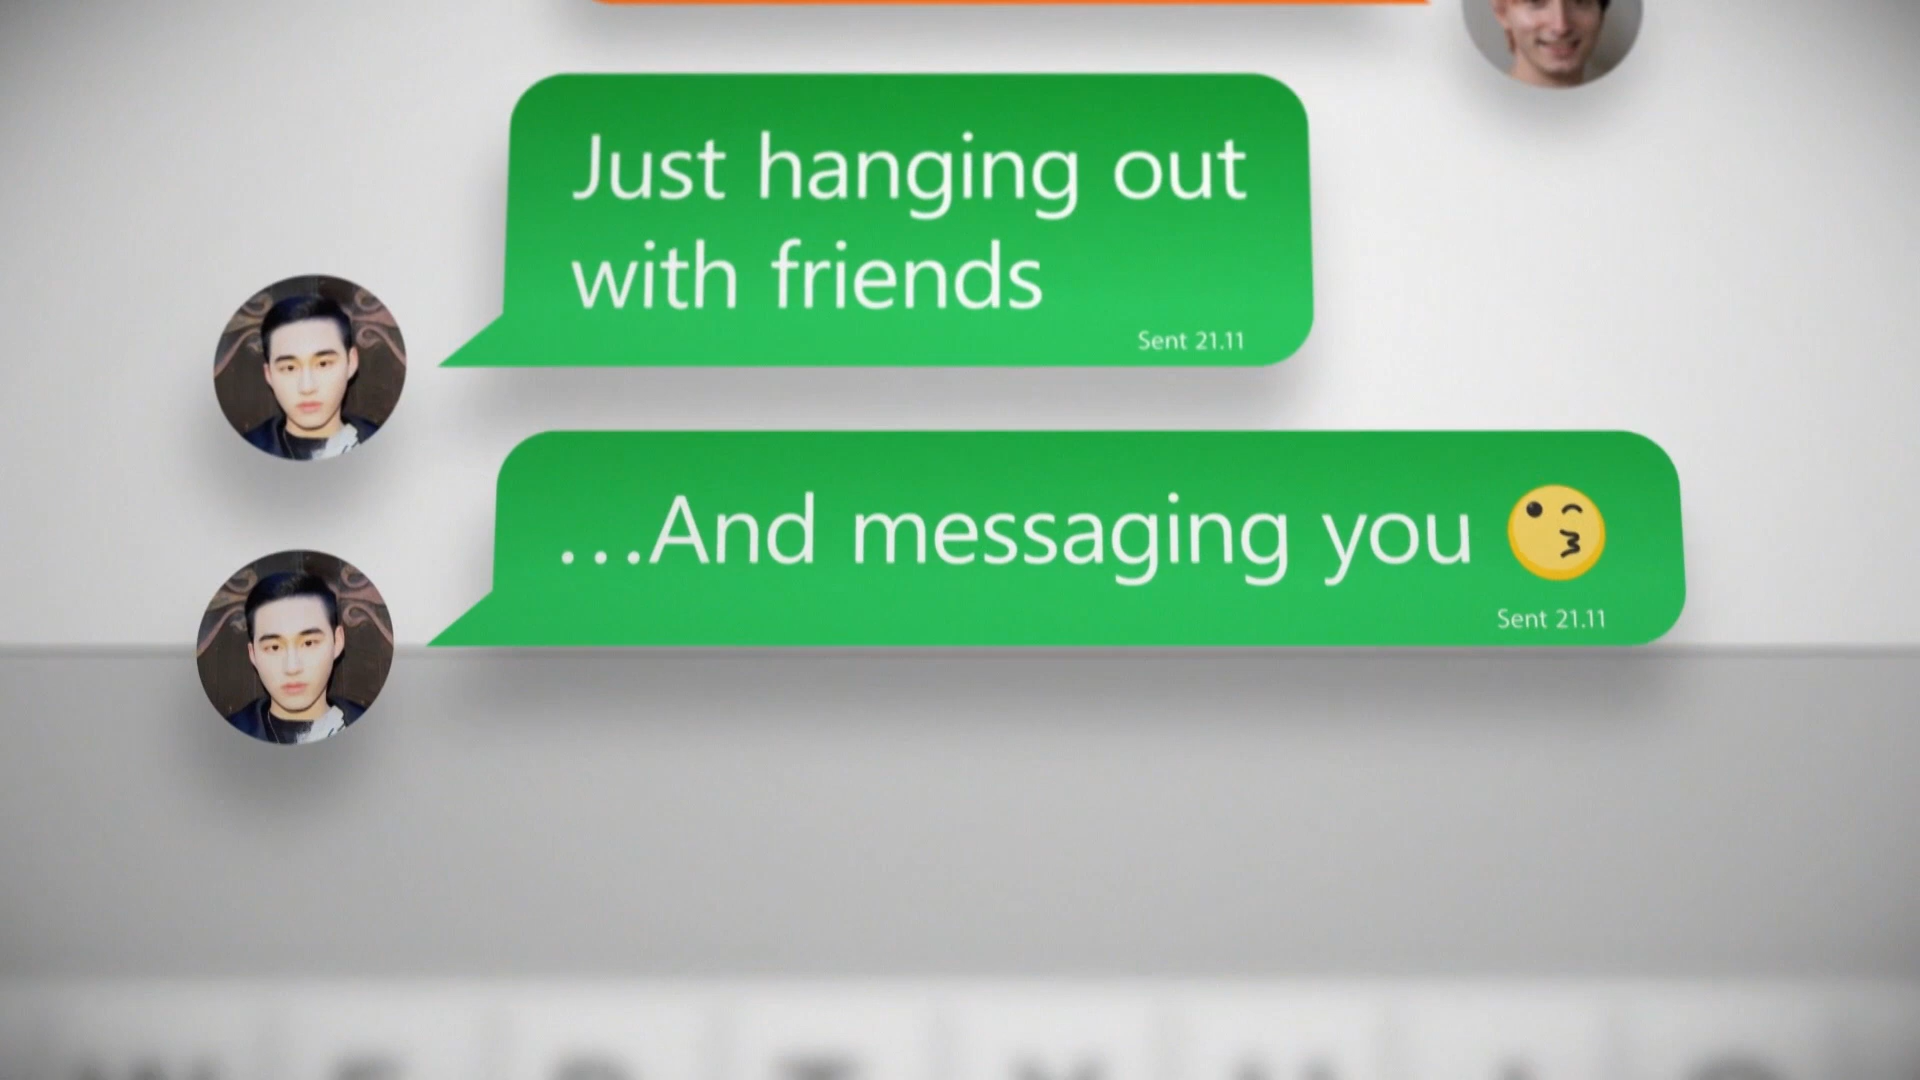 Just hanging out
with friends
Sent 21.11
...And messaging you 😗
Sent 21.11